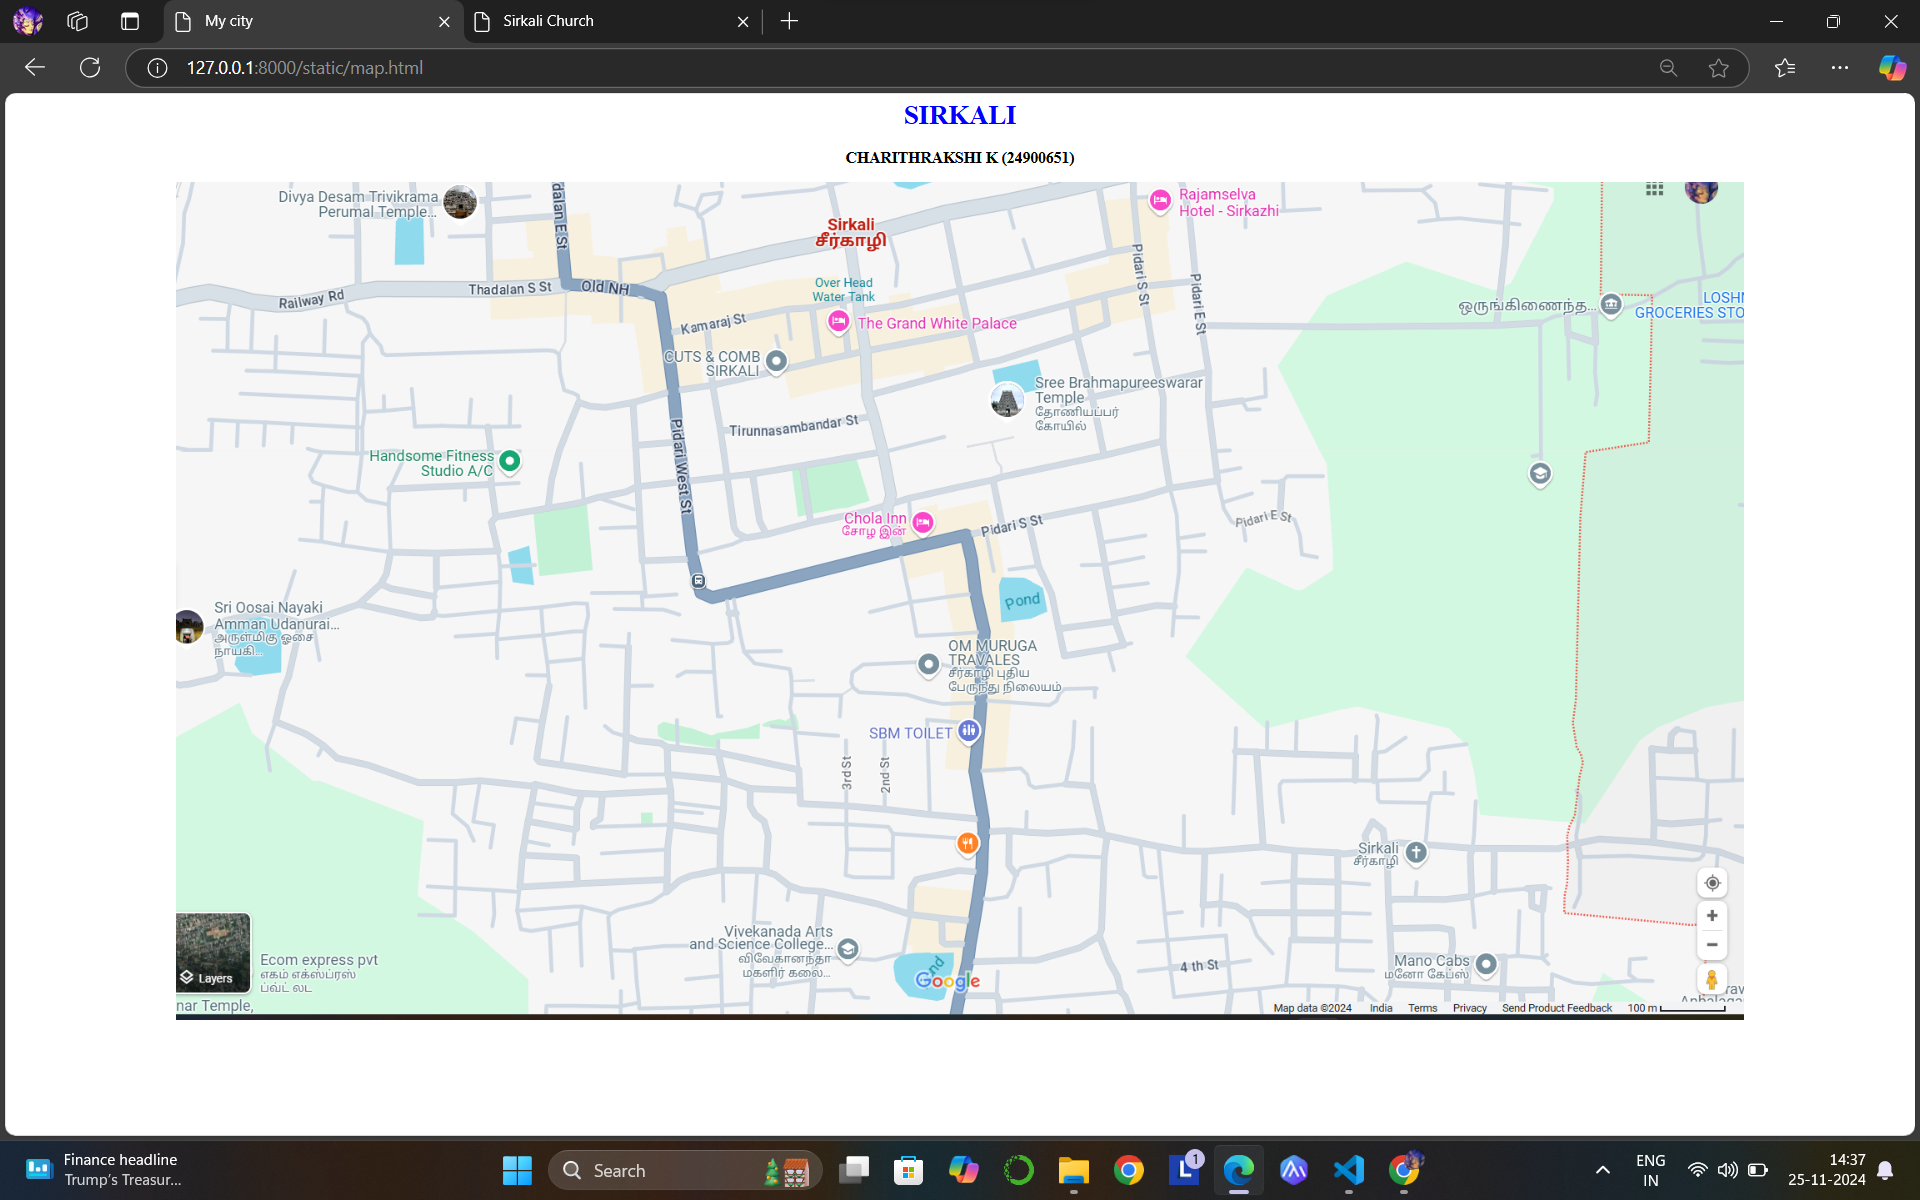 My city
Sirkali Church
127.0.0.1:8000/static/map.html
SIRKALI
CHARITHRAKSHI K (24900651)
Divya Desam Trivikrama
Perumal Temple...
dalan E St
Sirkali
சீர்காழி
Rajamselva
Hotel - Sirkazhi
Railway Rd
Thadalan S St
Old NH
Over Head
Water Tank
Pidari S St
Pidari E St
ஒருங்கிணைந்த...
LOSHN
GROCERIES STO
Kamaraj St
The Grand White Palace
CUTS & COMB
SIRKALI
Sree Brahmapureeswarar
Temple
தோணியப்பர்
கோயில்
Tirunnasambandar St
Pidari West St
Handsome Fitness
Studio A/C
Chola Inn
சோழ இன்
Pidari S St
Pidari E St
Pond
Sri Oosai Nayaki
Amman Udanurai...
அருள்மிகு ஓசை
நாயகி...
OM MURUGA
TRAVALES
சீர்காழி புதிய
பேருந்து நிலையம்
SBM TOILET
3rd St
2nd St
Sirkali
சீர்காழி
Vivekanada Arts
and Science College...
விவேகானந்தா
மகளிர் கலை...
4 th St
Mano Cabs
மனோ கேப்ஸ்
Layers
Ecom express pvt
எகம் எக்ஸ்ப்ரஸ்
ப்வ்ட் லட
nar Temple,
nd
Google
rav
Map data ©2024 India Terms Privacy Send Product Feedback 100 m
Finance headline
Trump's Treasur...
Search
1
ENG
IN
14:37
25-11-2024